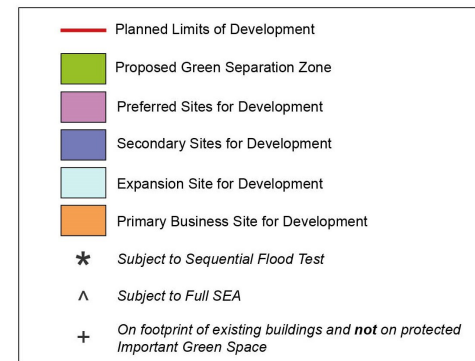 Planned Limits of Development
Proposed Green Separation Zone
Preferred Sites for Development
Secondary Sites for Development
Expansion Site for Development
Primary Business Site for Development
* Subject to Sequential Flood Test
^ Subject to Full SEA
+ On footprint of existing buildings and not on protected
Important Green Space